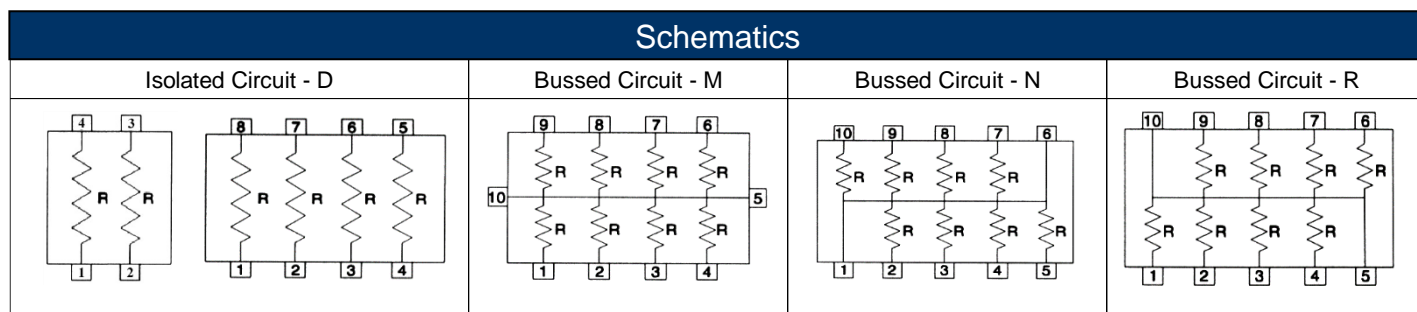 Schematics
Isolated Circuit - D
Bussed Circuit - M
Bussed Circuit - N
Bussed Circuit - R
4 3
R R
1 2
8 7 6 5
R R R R
1 2 3 4
9 8 7 6
R R R R
10 5
R R R R
1 2 3 4
10 9 8 7 6
R R R R
R R R R
1 2 3 4 5
10 9 8 7 6
R R R R
R R R R
1 2 3 4 5